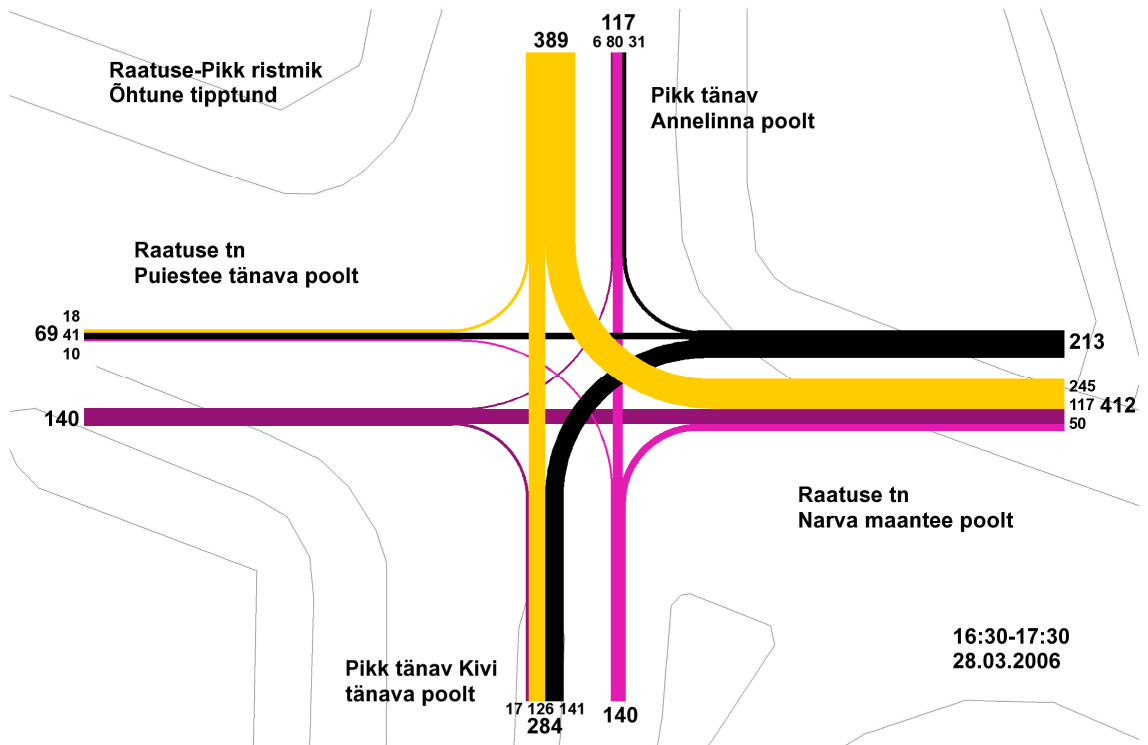 117
389
6 80 31
Raatuse-Pikk ristmik
Õhtune tipptund
Pikk tänav
Annelinna poolt
Raatuse tn
Puiestee tänava poolt
18
69 41
10
213
245
117 412
50
140
Raatuse tn
Narva maantee poolt
16:30-17:30
28.03.2006
Pikk tänav Kivi
tänava poolt
17 126 141
284
140